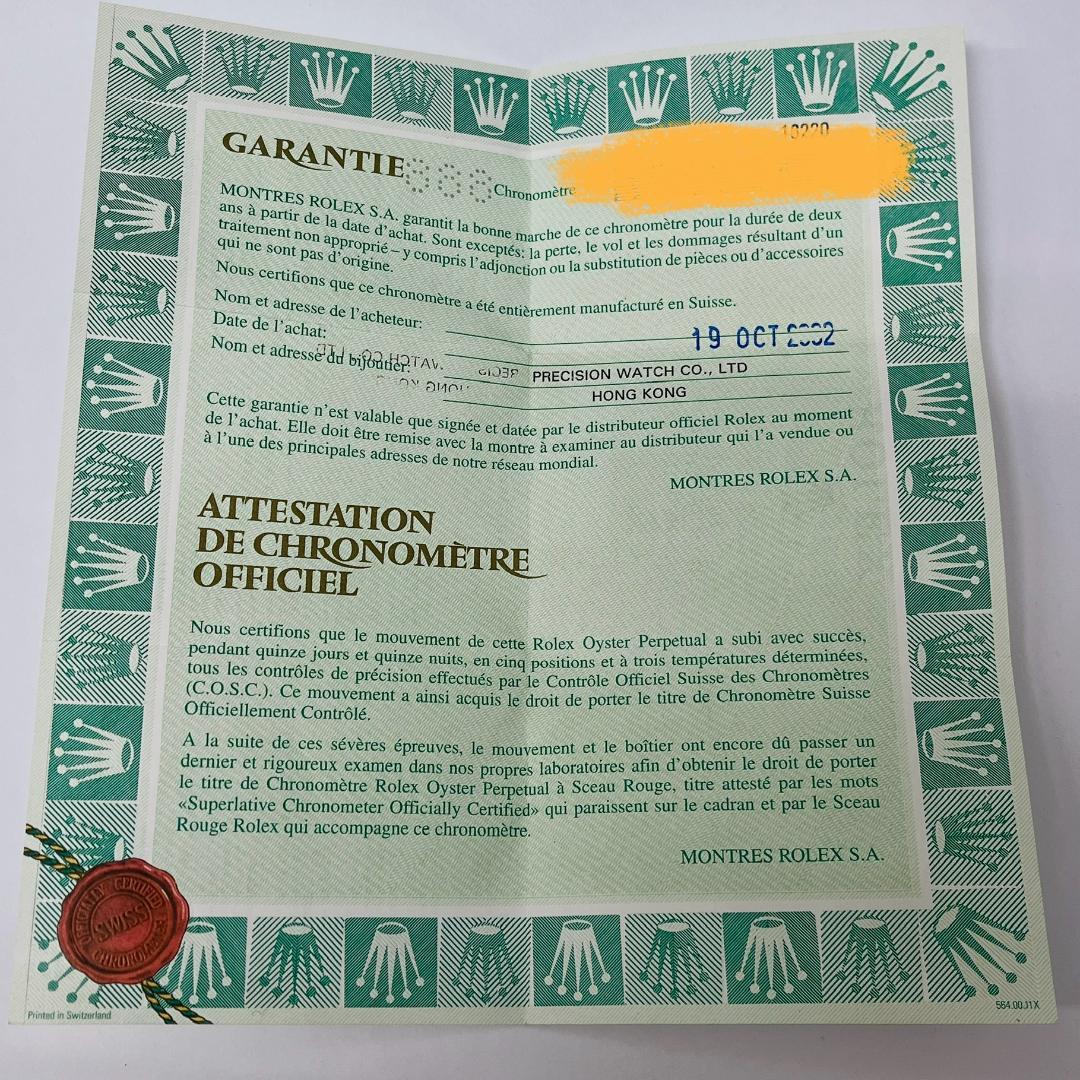 16220
GARANTIE
888
Chronomètre
MONTRES ROLEX S.A. garantit la bonne marche de ce chronomètre pour la durée de deux
ans à partir de la date d'achat. Sont exceptés: la perte, le vol et les dommages résultant d'un
traitement non approprié – y compris l'adjonction ou la substitution de pièces ou d'accessoires
qui ne sont pas d'origine.
Nous certifions que ce chronomètre a été entièrement manufacturé en Suisse.
Nom et adresse de l'acheteur:
Date de l'achat:
19 OCT 2002
Nom et adresse du bijoutier:
PRECISION WATCH CO., LTD
HONG KONG
Cette garantie n'est valable que signée et datée par le distributeur officiel Rolex au moment
de l'achat. Elle doit être remise avec la montre à examiner au distributeur qui l'a vendue ou
à l'une des principales adresses de notre réseau mondial.
MONTRES ROLEX S.A.
ATTESTATION
DE CHRONOMÈTRE
OFFICIEL
Nous certifions que le mouvement de cette Rolex Oyster Perpetual a subi avec succès,
pendant quinze jours et quinze nuits, en cinq positions et à trois températures déterminées,
tous les contrôles de précision effectués par le Contrôle Officiel Suisse des Chronomètres
(C.O.S.C.). Ce mouvement a ainsi acquis le droit de porter le titre de Chronomètre Suisse
Officiellement Contrôlé.
A la suite de ces sévères épreuves, le mouvement et le boîtier ont encore dû passer un
dernier et rigoureux examen dans nos propres laboratoires afin d'obtenir le droit de porter
le titre de Chronomètre Rolex Oyster Perpetual à Sceau Rouge, titre attesté par les mots
«Superlative Chronometer Officially Certified» qui paraissent sur le cadran et par le Sceau
Rouge Rolex qui accompagne ce chronomètre.
MONTRES ROLEX S.A.
OFFICIALLY CERTIFIED
SWISS
Printed in Switzerland
564.00.J1X